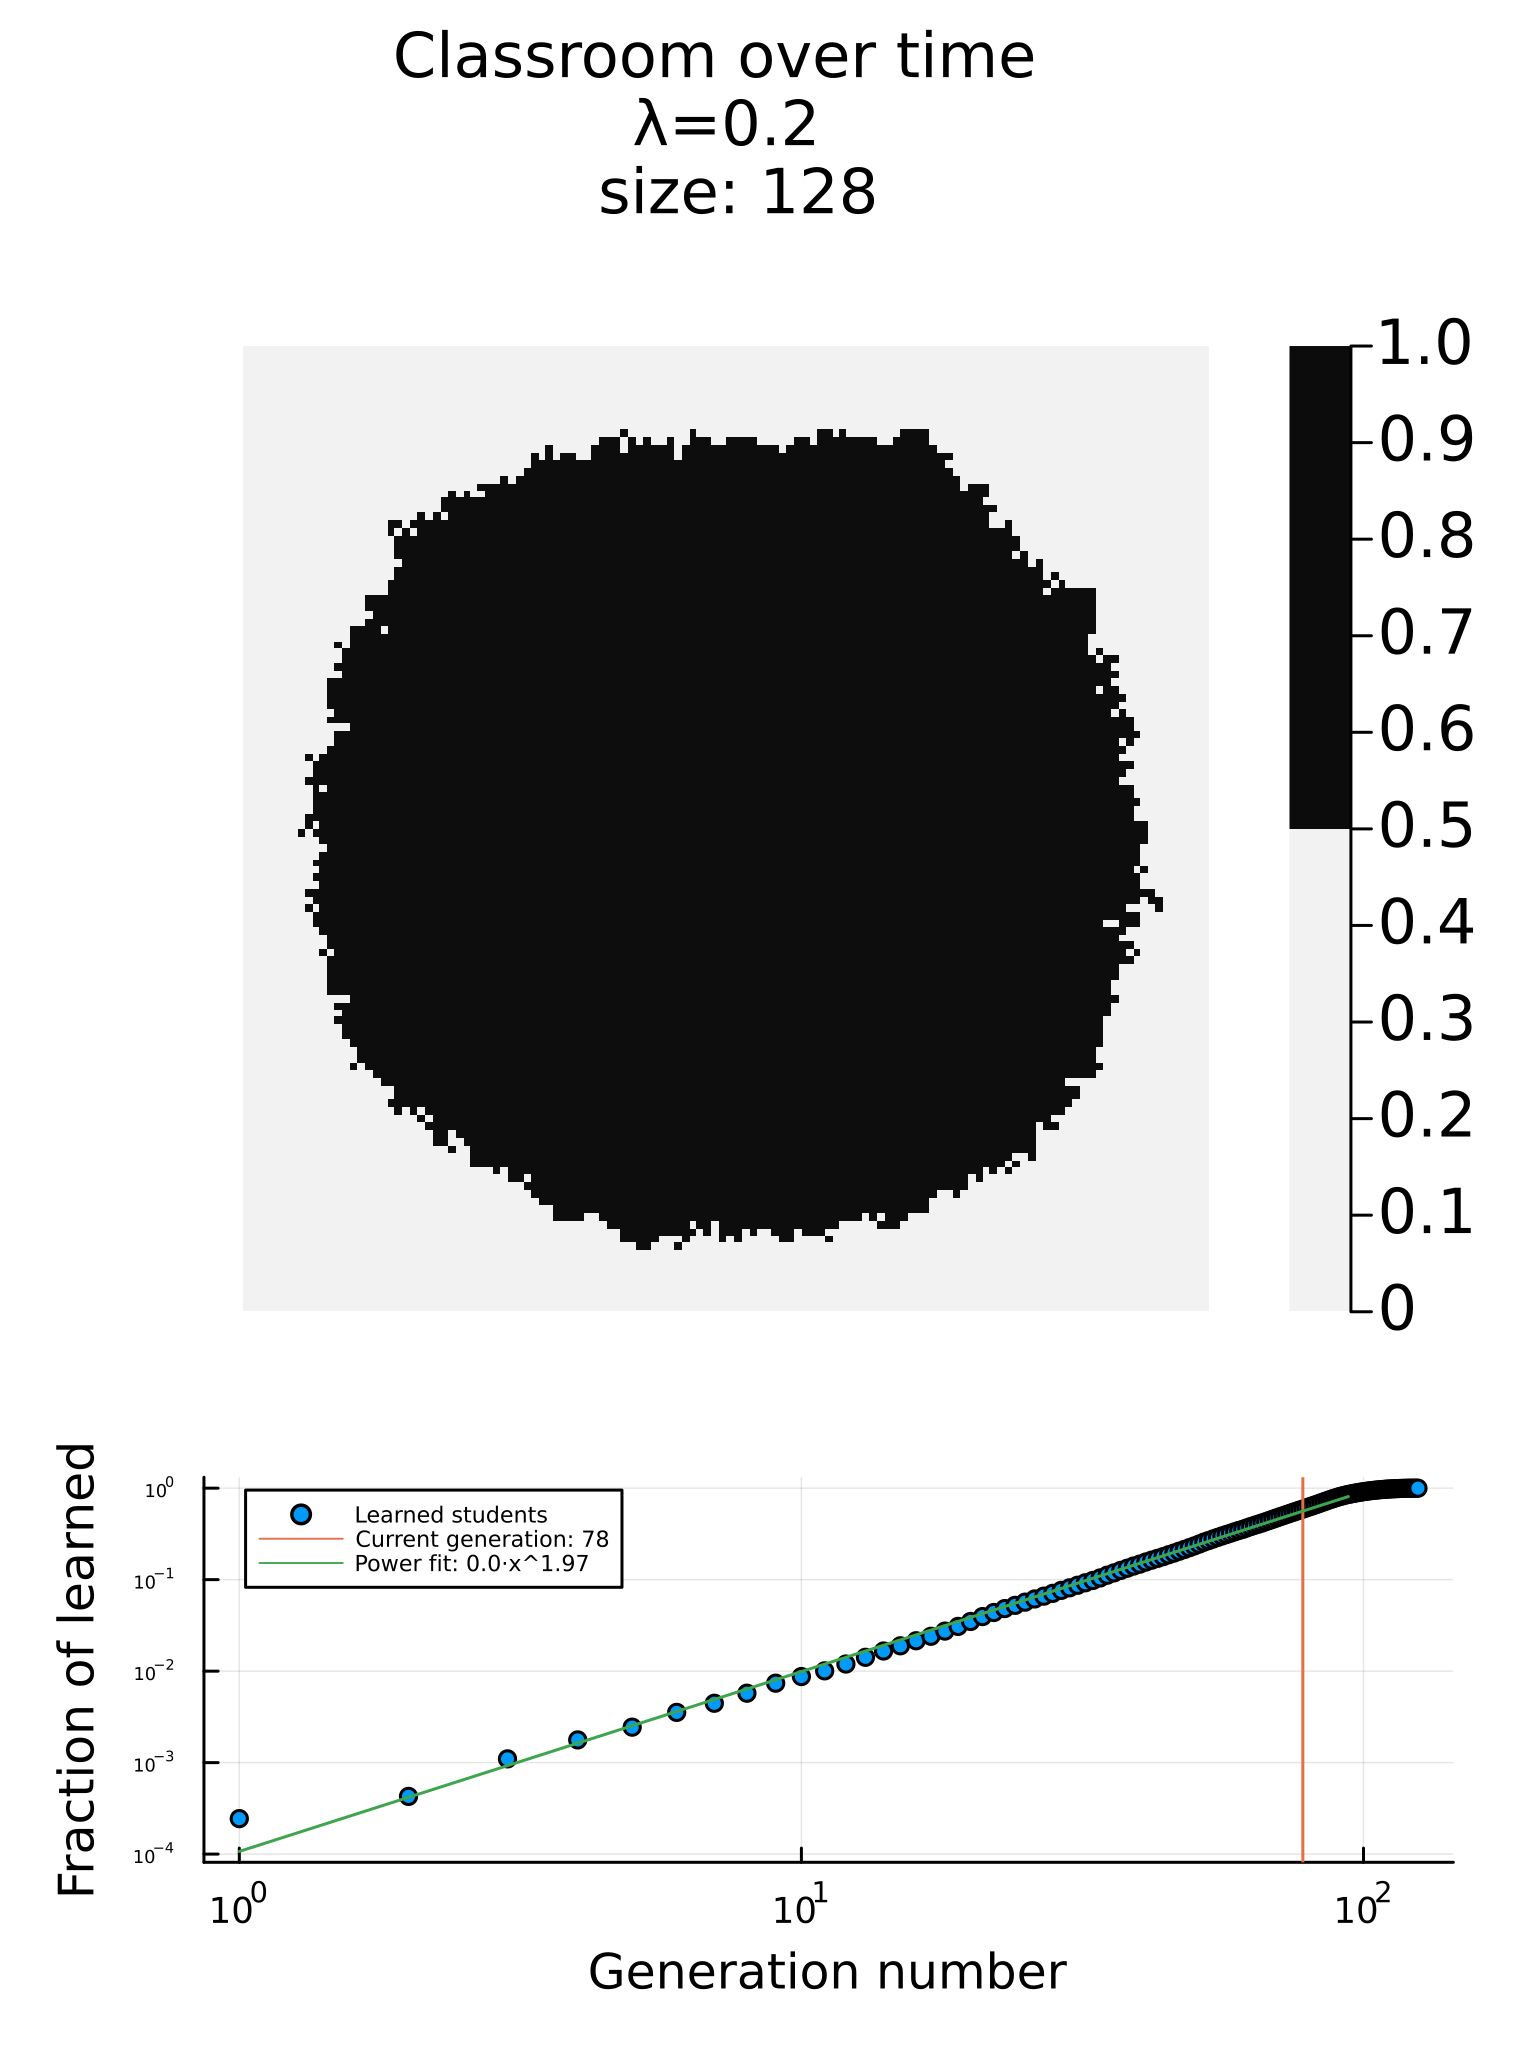 Classroom over time
λ=0.2
size: 128
1.0
0.9
0.8
0.7
0.6
0.5
0.4
0.3
0.2
0.1
0
Fraction of learned
10⁰
10⁻¹
10⁻²
10⁻³
10⁻⁴
Learned students
Current generation: 78
Power fit: 0.0·x^1.97
10⁰ 10¹ 10²
Generation number